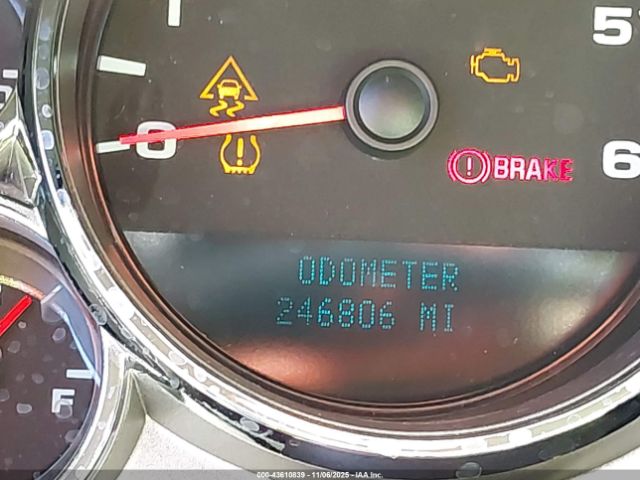 5
0
BRAKE
6
ODOMETER
246806 MI
F
000-43610839 - 11/06/2025 - IAA, Inc.